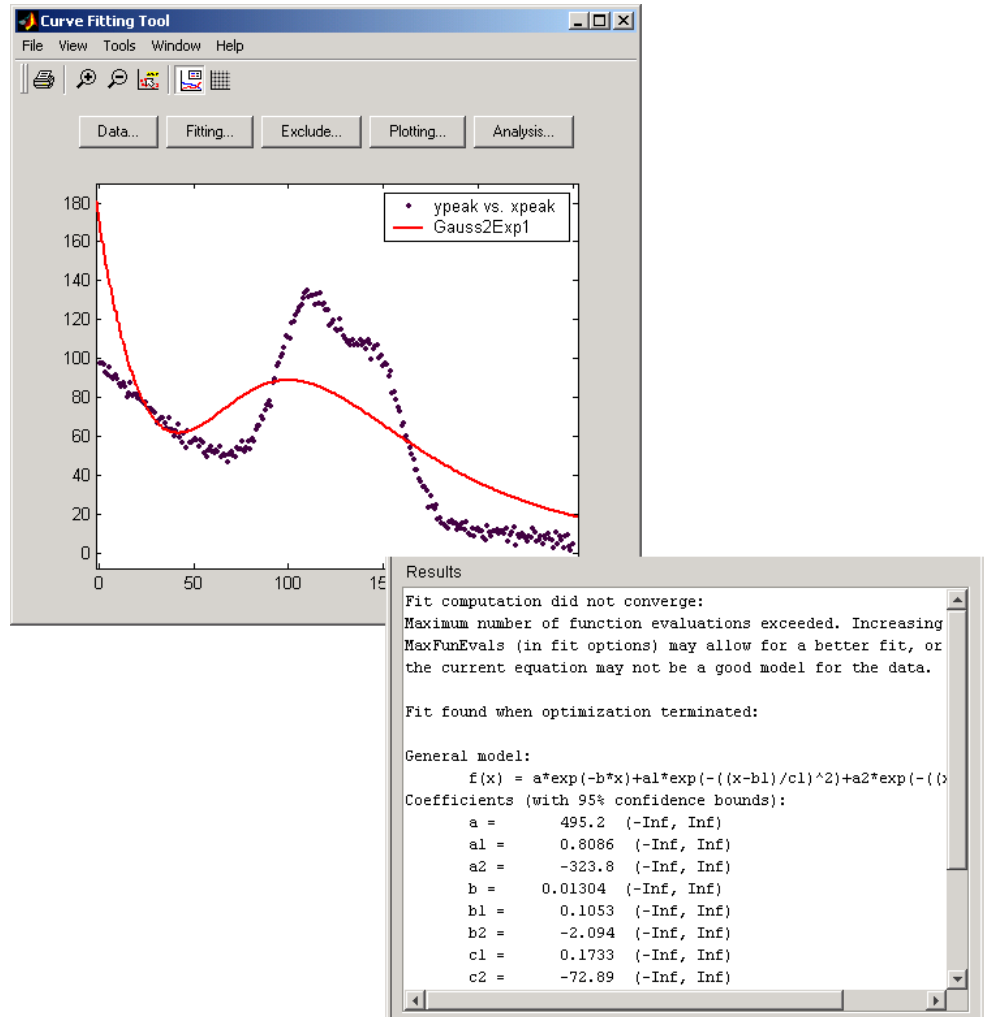 Curve Fitting Tool
File View Tools Window Help
Data... Fitting... Exclude... Plotting... Analysis...
180
160
140
120
100
80
60
40
20
0
ypeak vs. xpeak
Gauss2Exp1
0 50 100 15
Results
Fit computation did not converge:
Maximum number of function evaluations exceeded. Increasing
MaxFunEvals (in fit options) may allow for a better fit, or
the current equation may not be a good model for the data.
Fit found when optimization terminated:
General model:
f(x) = a*exp(-b*x)+a1*exp(-((x-b1)/c1)^2)+a2*exp(-((x
Coefficients (with 95% confidence bounds):
a = 495.2 (-Inf, Inf)
a1 = 0.8086 (-Inf, Inf)
a2 = -323.8 (-Inf, Inf)
b = 0.01304 (-Inf, Inf)
b1 = 0.1053 (-Inf, Inf)
b2 = -2.094 (-Inf, Inf)
c1 = 0.1733 (-Inf, Inf)
c2 = -72.89 (-Inf, Inf)